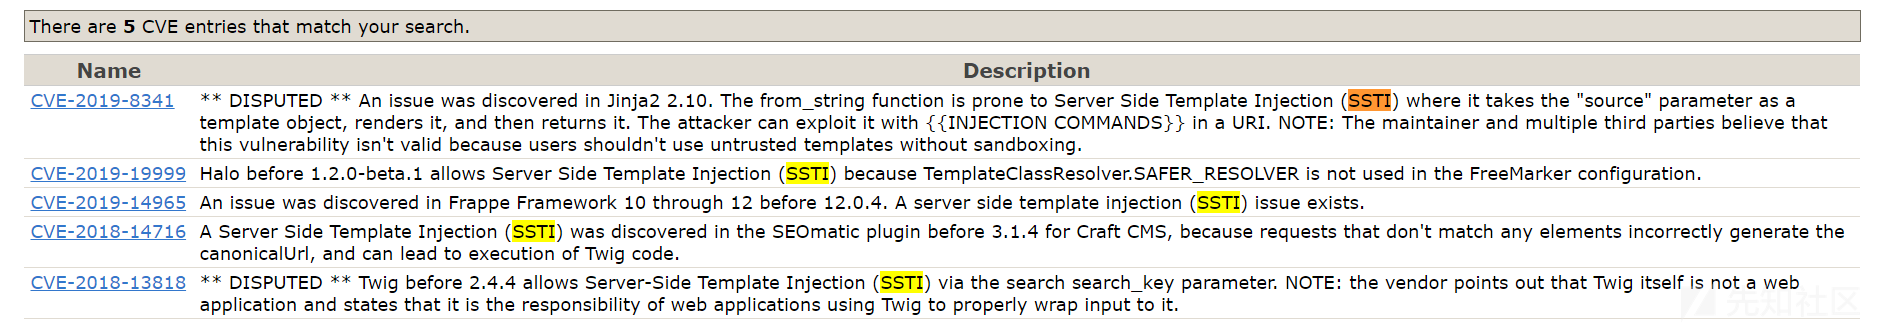 There are 5 CVE entries that match your search.
Name Description
CVE-2019-8341 ** DISPUTED ** An issue was discovered in Jinja2 2.10. The from_string function is prone to Server Side Template Injection (SSTI) where it takes the "source" parameter as a
template object, renders it, and then returns it. The attacker can exploit it with {{INJECTION COMMANDS}} in a URI. NOTE: The maintainer and multiple third parties believe that
this vulnerability isn't valid because users shouldn't use untrusted templates without sandboxing.
CVE-2019-19999 Halo before 1.2.0-beta.1 allows Server Side Template Injection (SSTI) because TemplateClassResolver.SAFER_RESOLVER is not used in the FreeMarker configuration.
CVE-2019-14965 An issue was discovered in Frappe Framework 10 through 12 before 12.0.4. A server side template injection (SSTI) issue exists.
CVE-2018-14716 A Server Side Template Injection (SSTI) was discovered in the SEOmatic plugin before 3.1.4 for Craft CMS, because requests that don't match any elements incorrectly generate the
canonicalUrl, and can lead to execution of Twig code.
CVE-2018-13818 ** DISPUTED ** Twig before 2.4.4 allows Server-Side Template Injection (SSTI) via the search search_key parameter. NOTE: the vendor points out that Twig itself is not a web
application and states that it is the responsibility of web applications using Twig to properly wrap input to it.
先知社区